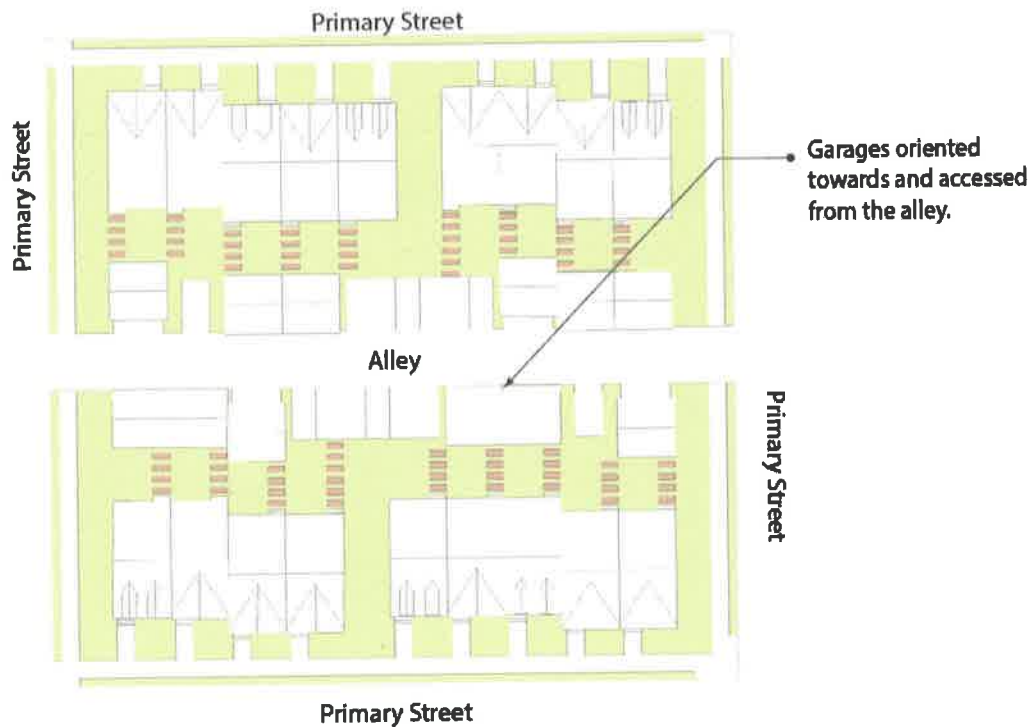 Primary Street
Primary Street
Garages oriented
towards and accessed
from the alley.
Alley
Primary Street
Primary Street